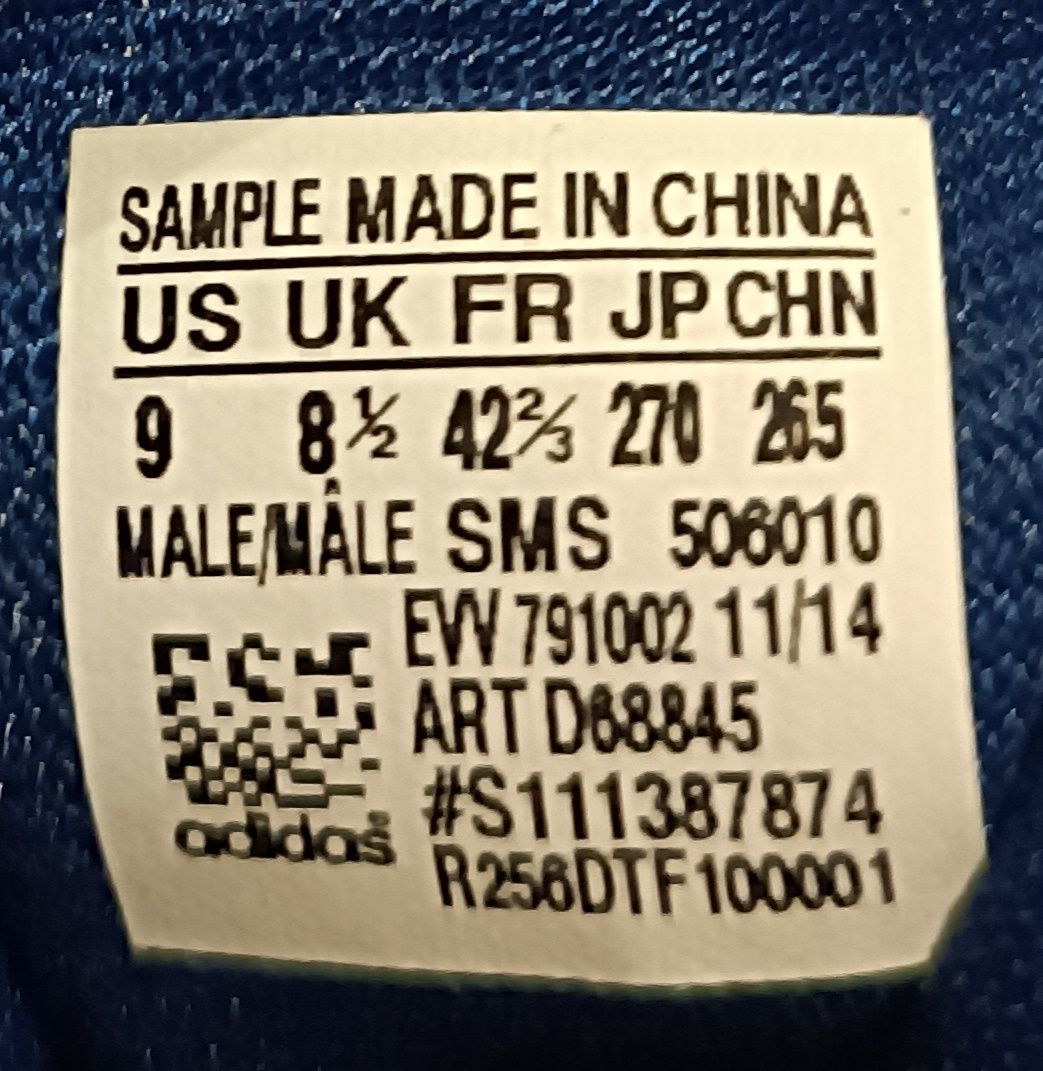 SAMPLE MADE IN CHINA
US UK FR JP CHN
9 8½ 42⅔ 270 265
MALE/MÂLE SMS 506010
EVV 791002 11/14
ART D68845
#S111387874
R256DTF100001
adidas